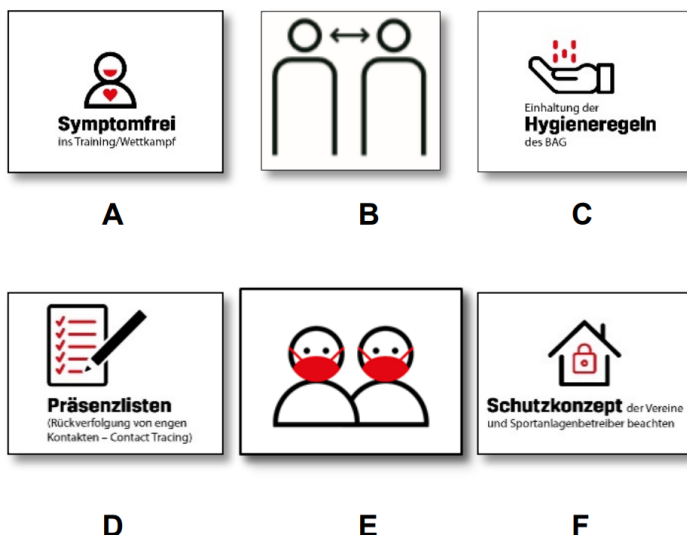 Symptomfrei
ins Training/Wettkampf
Einhaltung der
Hygieneregeln
des BAG
A
B
C
Präsenzlisten
(Rückverfolgung von engen
Kontakten – Contact Tracing)
Schutzkonzept der Vereine
und Sportanlagenbetreiber beachten
D
E
F